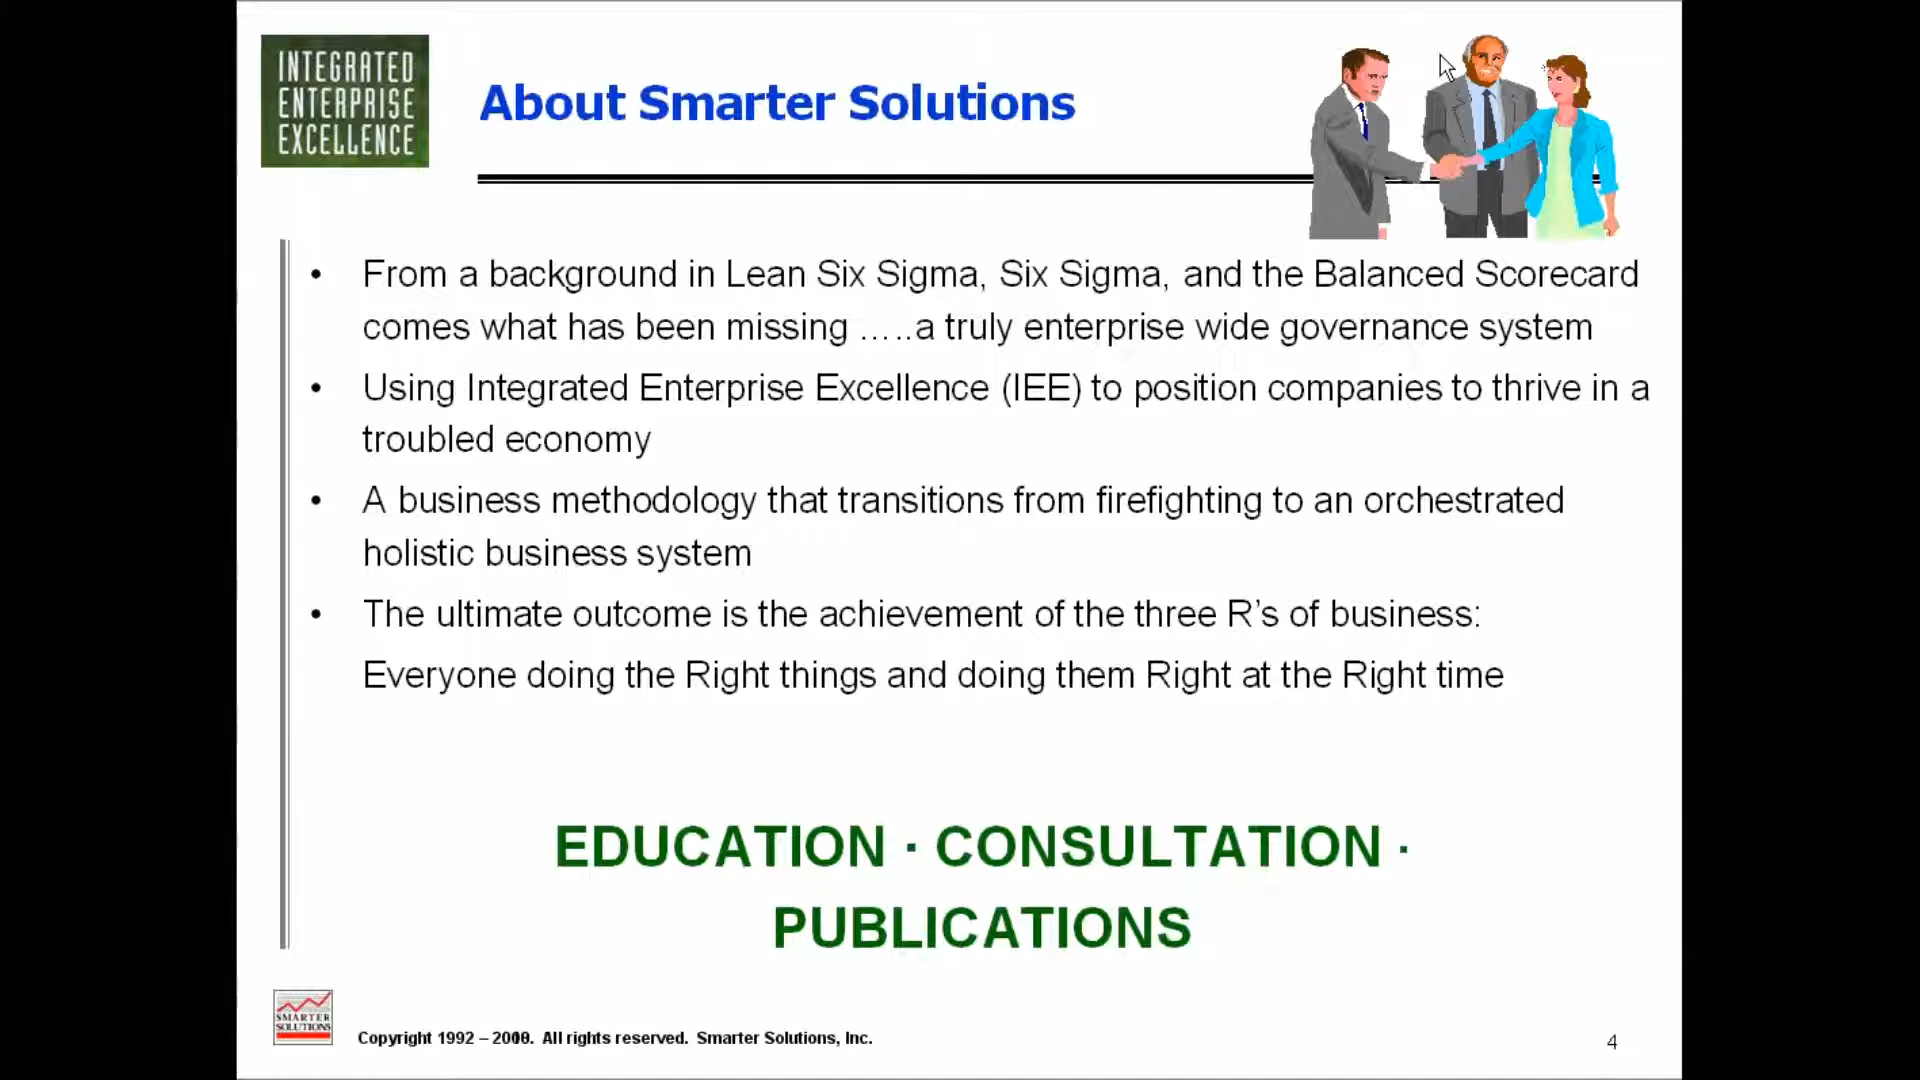 INTEGRATED
ENTERPRISE
EXCELLENCE
About Smarter Solutions
• From a background in Lean Six Sigma, Six Sigma, and the Balanced Scorecard
comes what has been missing …..a truly enterprise wide governance system
• Using Integrated Enterprise Excellence (IEE) to position companies to thrive in a
troubled economy
• A business methodology that transitions from firefighting to an orchestrated
holistic business system
• The ultimate outcome is the achievement of the three R’s of business:
Everyone doing the Right things and doing them Right at the Right time
EDUCATION · CONSULTATION ·
PUBLICATIONS
SMARTER
SOLUTIONS
Copyright 1992 – All rights reserved. Smarter Solutions, Inc.
4